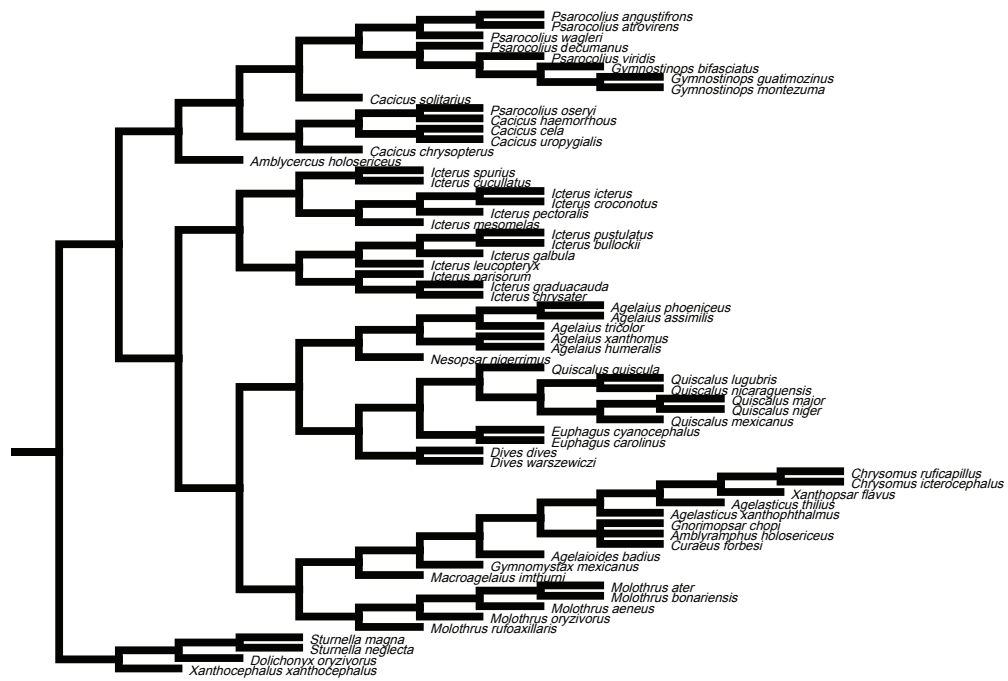 Psarocolius angustifrons
Psarocolius atrovirens
Psarocolius wagleri
Psarocolius decumanus
Psarocolius viridis
Gymnostinops bifasciatus
Gymnostinops guatimozinus
Gymnostinops montezuma
Cacicus solitarius
Psarocolius oseryi
Cacicus haemorrhous
Cacicus cela
Cacicus uropygialis
Cacicus chrysopterus
Amblycercus holosericeus
Icterus spurius
Icterus cucullatus
Icterus icterus
Icterus croconotus
Icterus pectoralis
Icterus mesomelas
Icterus pustulatus
Icterus bullockii
Icterus galbula
Icterus leucopteryx
Icterus parisorum
Icterus graduacauda
Icterus chrysater
Agelaius phoeniceus
Agelaius assimilis
Agelaius tricolor
Agelaius xanthomus
Agelaius humeralis
Nesopsar nigerrimus
Quiscalus quiscula
Quiscalus lugubris
Quiscalus nicaraguensis
Quiscalus major
Quiscalus niger
Quiscalus mexicanus
Euphagus cyanocephalus
Euphagus carolinus
Dives dives
Dives warszewiczi
Chrysomus ruficapillus
Chrysomus icterocephalus
Xanthopsar flavus
Agelasticus thilius
Agelasticus xanthophthalmus
Gnorimopsar chopi
Amblyramphus holosericeus
Curaeus forbesi
Agelaioides badius
Gymnomystax mexicanus
Macroagelaius imthurni
Molothrus ater
Molothrus bonariensis
Molothrus aeneus
Molothrus oryzivorus
Molothrus rufoaxillaris
Sturnella magna
Sturnella neglecta
Dolichonyx oryzivorus
Xanthocephalus xanthocephalus